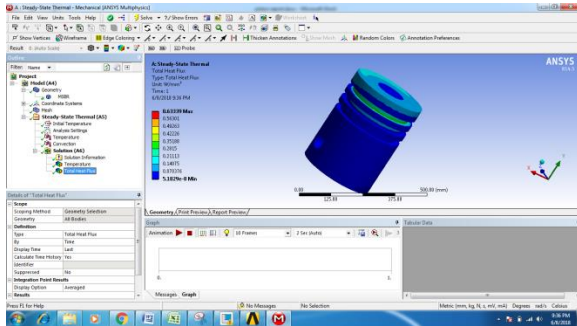 A : Steady-State Thermal - Mechanical [ANSYS Multiphysics]
File Edit View Units Tools Help
Solve ?/ Show Errors
Worksheet
Show Vertices Wireframe Edge Coloring Thicken Annotations Show Mesh Random Colors Annotation Preferences
Result Probe
Outline
Filter: Name
Project
Model (A4)
Geometry
Coordinate Systems
Mesh
Steady-State Thermal (A5)
Initial Temperature
Analysis Settings
Temperature
Convection
Solution (A6)
Solution Information
Temperature
Total Heat Flux
Details of "Total Heat Flux"
Scope
Scoping Method Geometry Selection
Geometry All Bodies
Definition
Type Total Heat Flux
By Time
Display Time Last
Calculate Time History Yes
Identifier
Suppressed No
Integration Point Results
Display Option Averaged
Results
A: Steady-State Thermal
Total Heat Flux
Type: Total Heat Flux
Unit: W/mm²
Time: 1
6/8/2018 9:36 PM
0.63339 Max
0.56301
0.49263
0.42226
0.35188
0.2815
0.21113
0.14075
0.070376
ANSYS
0.00
125.00
375.00
500.00 (mm)
Geometry Print Preview Report Preview
Graph
Animation 10 Frames 2 Sec (Auto)
Tabular Data
0.
1.
Messages Graph
Press F1 for Help No Messages No Selection Metric (mm, kg, N, s, mV, mA) Degrees rad/s Celsius
9:36 PM
6/8/2018